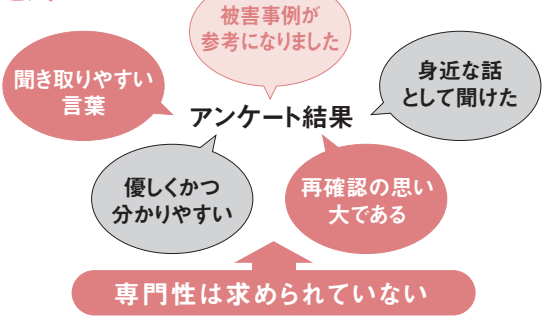 被害事例が
参考になりました
聞き取りやすい
言葉
身近な話
として聞けた
アンケート結果
優しくかつ
分かりやすい
再確認の思い
大である
専門性は求められていない